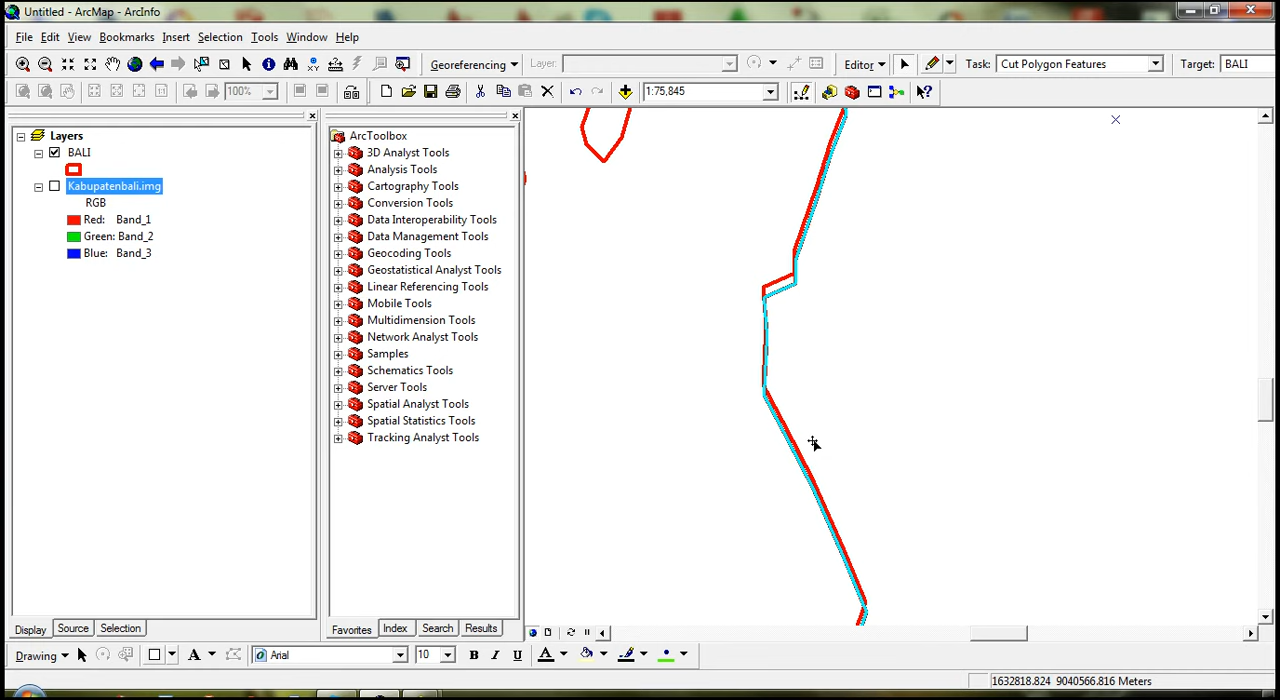 Untitled - ArcMap - ArcInfo
File Edit View Bookmarks Insert Selection Tools Window Help
Georeferencing Layer: Editor Task: Cut Polygon Features Target: BALI
100% 1:75,845
Layers
BALI
Kabupatenbali.img
RGB
Red: Band_1
Green: Band_2
Blue: Band_3
ArcToolbox
3D Analyst Tools
Analysis Tools
Cartography Tools
Conversion Tools
Data Interoperability Tools
Data Management Tools
Geocoding Tools
Geostatistical Analyst Tools
Linear Referencing Tools
Mobile Tools
Multidimension Tools
Network Analyst Tools
Samples
Schematics Tools
Server Tools
Spatial Analyst Tools
Spatial Statistics Tools
Tracking Analyst Tools
Display Source Selection
Favorites Index Search Results
Drawing A Arial 10 B I U A
1632818.824 9040566.816 Meters